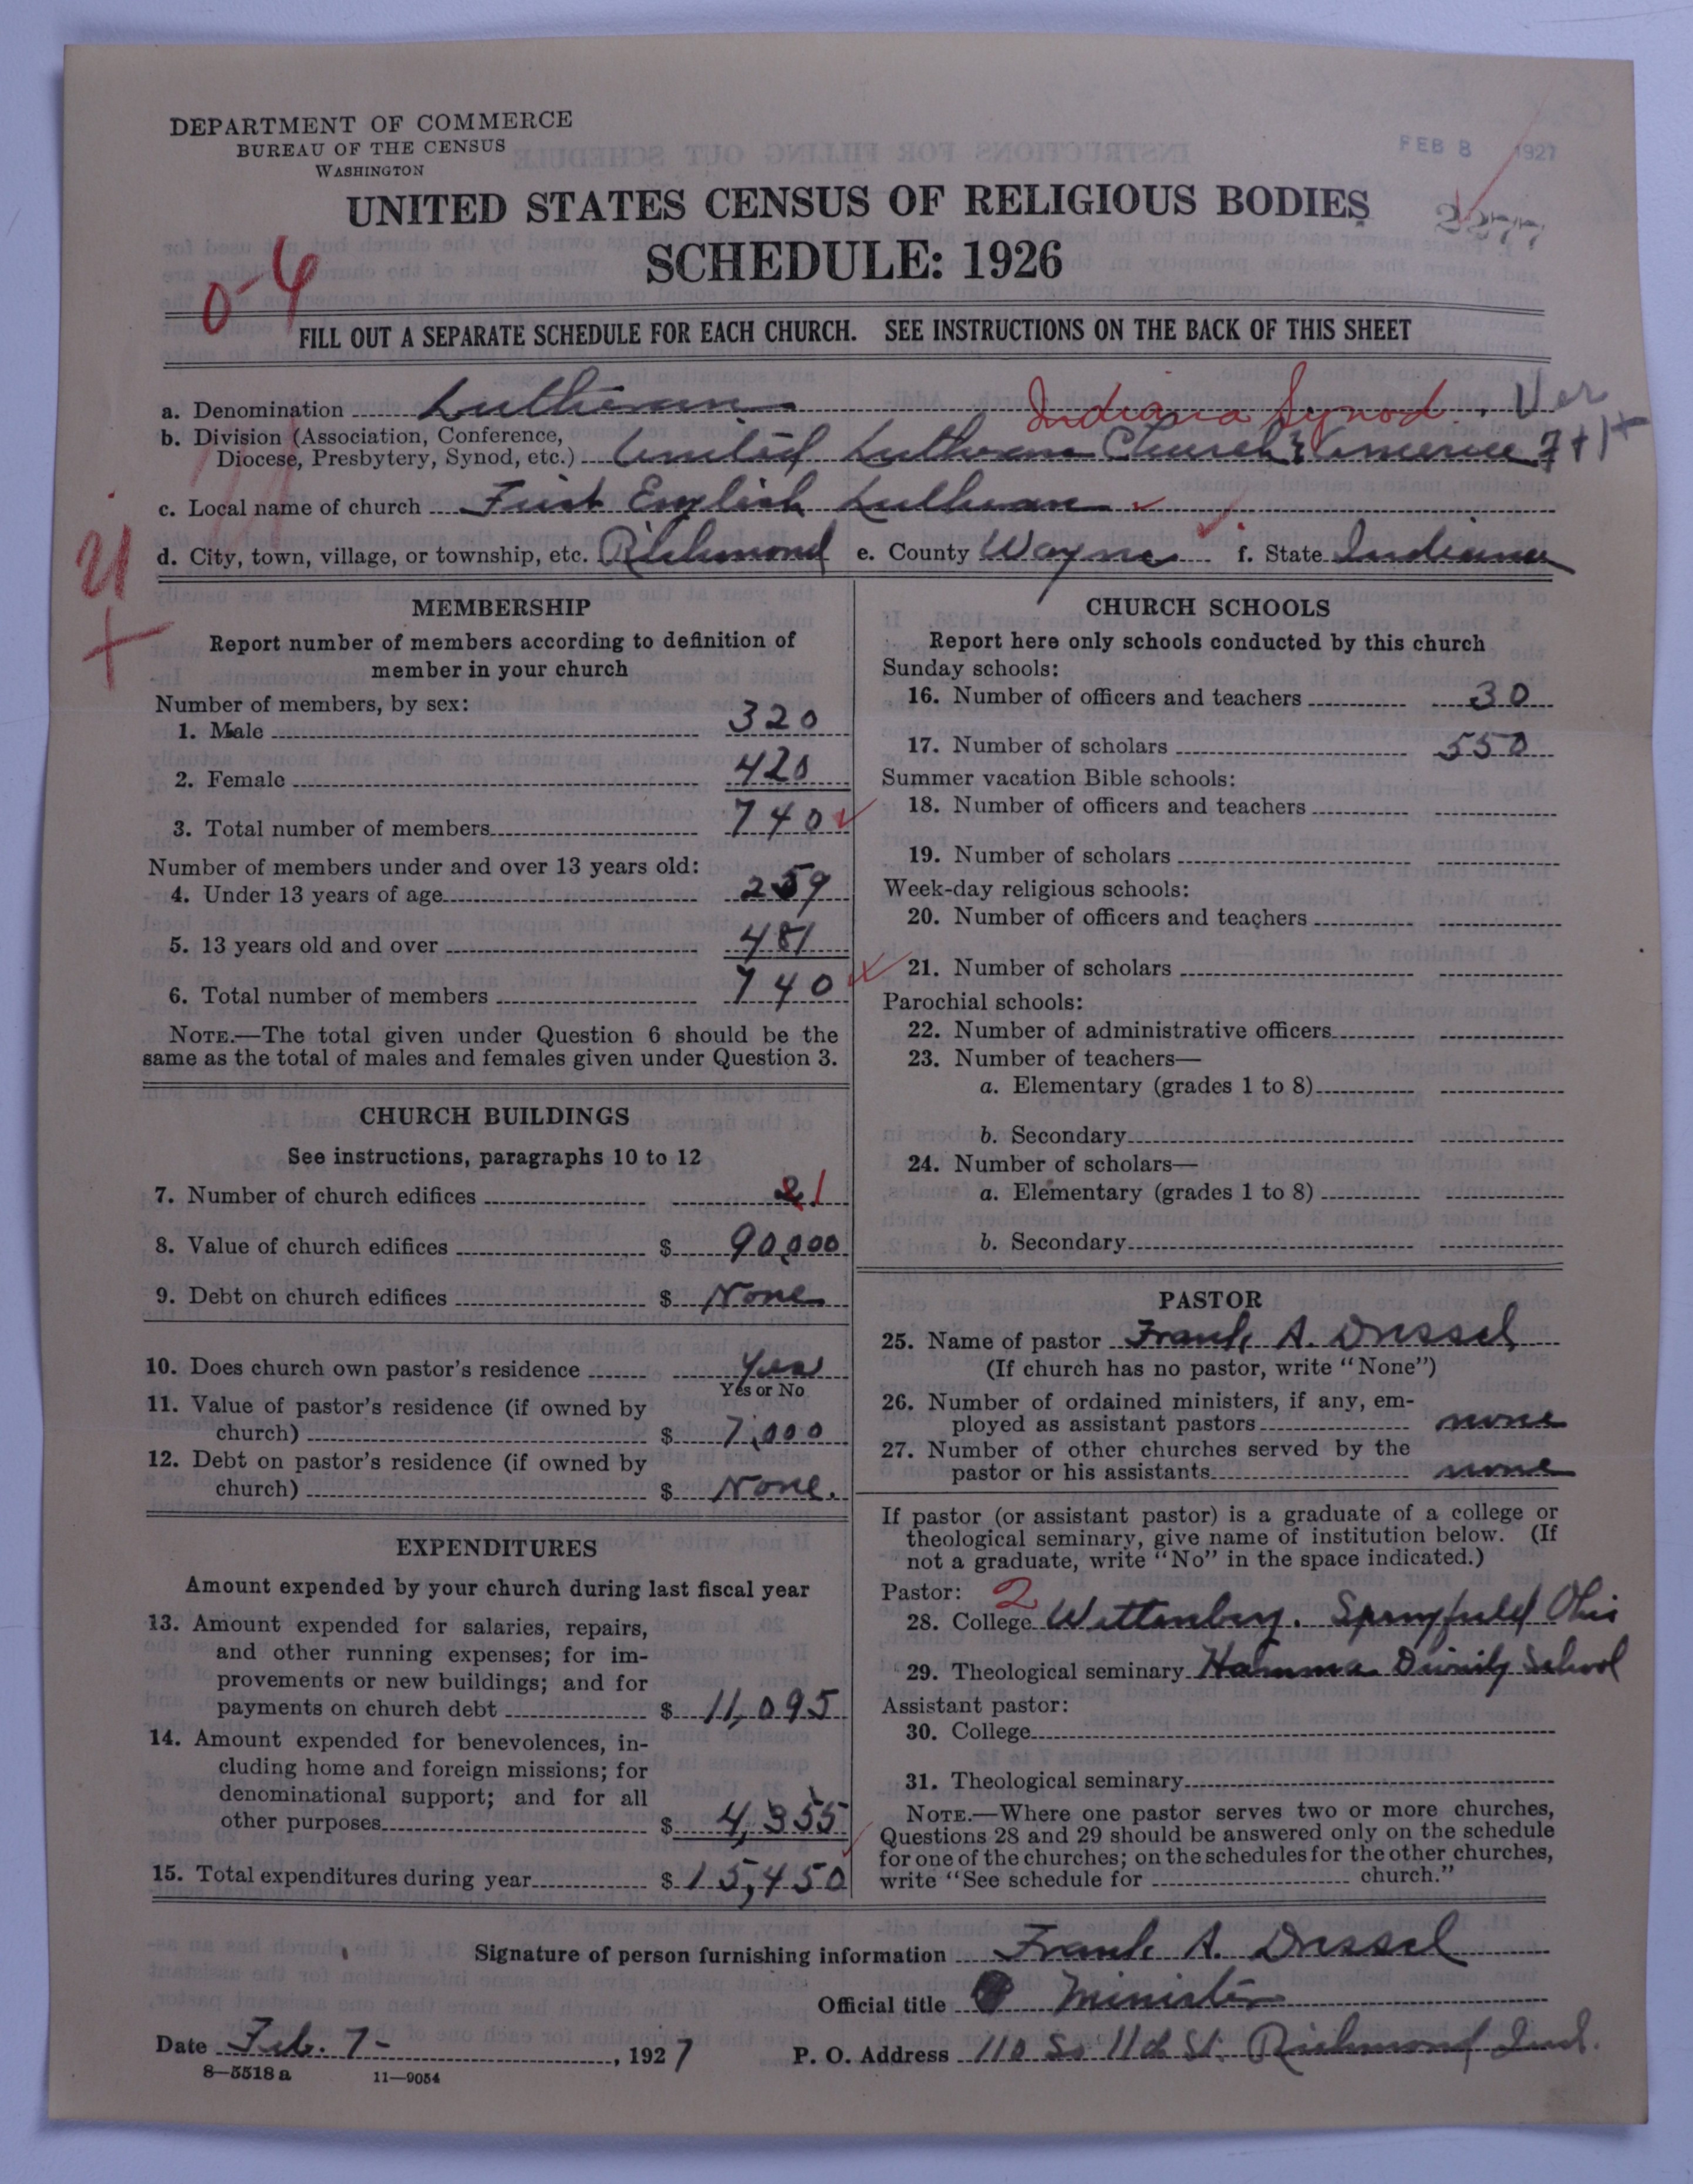 DEPARTMENT OF COMMERCE
BUREAU OF THE CENSUS
WASHINGTON
FEB 8 1927
UNITED STATES CENSUS OF RELIGIOUS BODIES
2277
SCHEDULE: 1926
FILL OUT A SEPARATE SCHEDULE FOR EACH CHURCH. SEE INSTRUCTIONS ON THE BACK OF THIS SHEET
Indiana Synod. Ver
a. Denomination Lutheran
b. Division (Association, Conference,
Diocese, Presbytery, Synod, etc.) United Lutheran Church America
c. Local name of church First English Lutheran
d. City, town, village, or township, etc. Richmond e. County Wayne f. State Indiana
MEMBERSHIP
Report number of members according to definition of
member in your church
Number of members, by sex:
1. Male 320
2. Female 420
3. Total number of members 740
Number of members under and over 13 years old:
4. Under 13 years of age 259
5. 13 years old and over 481
6. Total number of members 740
NOTE.—The total given under Question 6 should be the
same as the total of males and females given under Question 3.
CHURCH BUILDINGS
See instructions, paragraphs 10 to 12
7. Number of church edifices 1
8. Value of church edifices $ 90,000
9. Debt on church edifices $ None
10. Does church own pastor's residence Yes
Yes or No
11. Value of pastor's residence (if owned by
church) $ 7,000
12. Debt on pastor's residence (if owned by
church) $ None.
EXPENDITURES
Amount expended by your church during last fiscal year
13. Amount expended for salaries, repairs,
and other running expenses; for im-
provements or new buildings; and for
payments on church debt $ 11,095
14. Amount expended for benevolences, in-
cluding home and foreign missions; for
denominational support; and for all
other purposes $ 4,355
15. Total expenditures during year $ 15,450
CHURCH SCHOOLS
Report here only schools conducted by this church
Sunday schools:
16. Number of officers and teachers 30
17. Number of scholars 550
Summer vacation Bible schools:
18. Number of officers and teachers
19. Number of scholars
Week-day religious schools:
20. Number of officers and teachers
21. Number of scholars
Parochial schools:
22. Number of administrative officers
23. Number of teachers—
a. Elementary (grades 1 to 8)
b. Secondary
24. Number of scholars—
a. Elementary (grades 1 to 8)
b. Secondary
PASTOR
25. Name of pastor Frank A. Dressel
(If church has no pastor, write "None")
26. Number of ordained ministers, if any, em-
ployed as assistant pastors none
27. Number of other churches served by the
pastor or his assistants none
If pastor (or assistant pastor) is a graduate of a college or
theological seminary, give name of institution below. (If
not a graduate, write "No" in the space indicated.)
Pastor: 2
28. College Wittenberg. Springfield Ohio
29. Theological seminary Hamma Divinity School
Assistant pastor:
30. College
31. Theological seminary
NOTE.—Where one pastor serves two or more churches,
Questions 28 and 29 should be answered only on the schedule
for one of the churches; on the schedules for the other churches,
write "See schedule for church."
Signature of person furnishing information Frank A. Dressel
Official title Minister
Date Feb. 7-, 1927 P. O. Address 110 So 11th St. Richmond Ind.
8—5518 a 11—9054